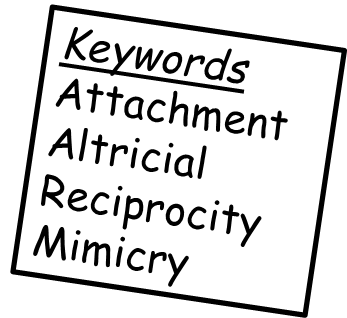 Keywords
Attachment
Altricial
Reciprocity
Mimicry